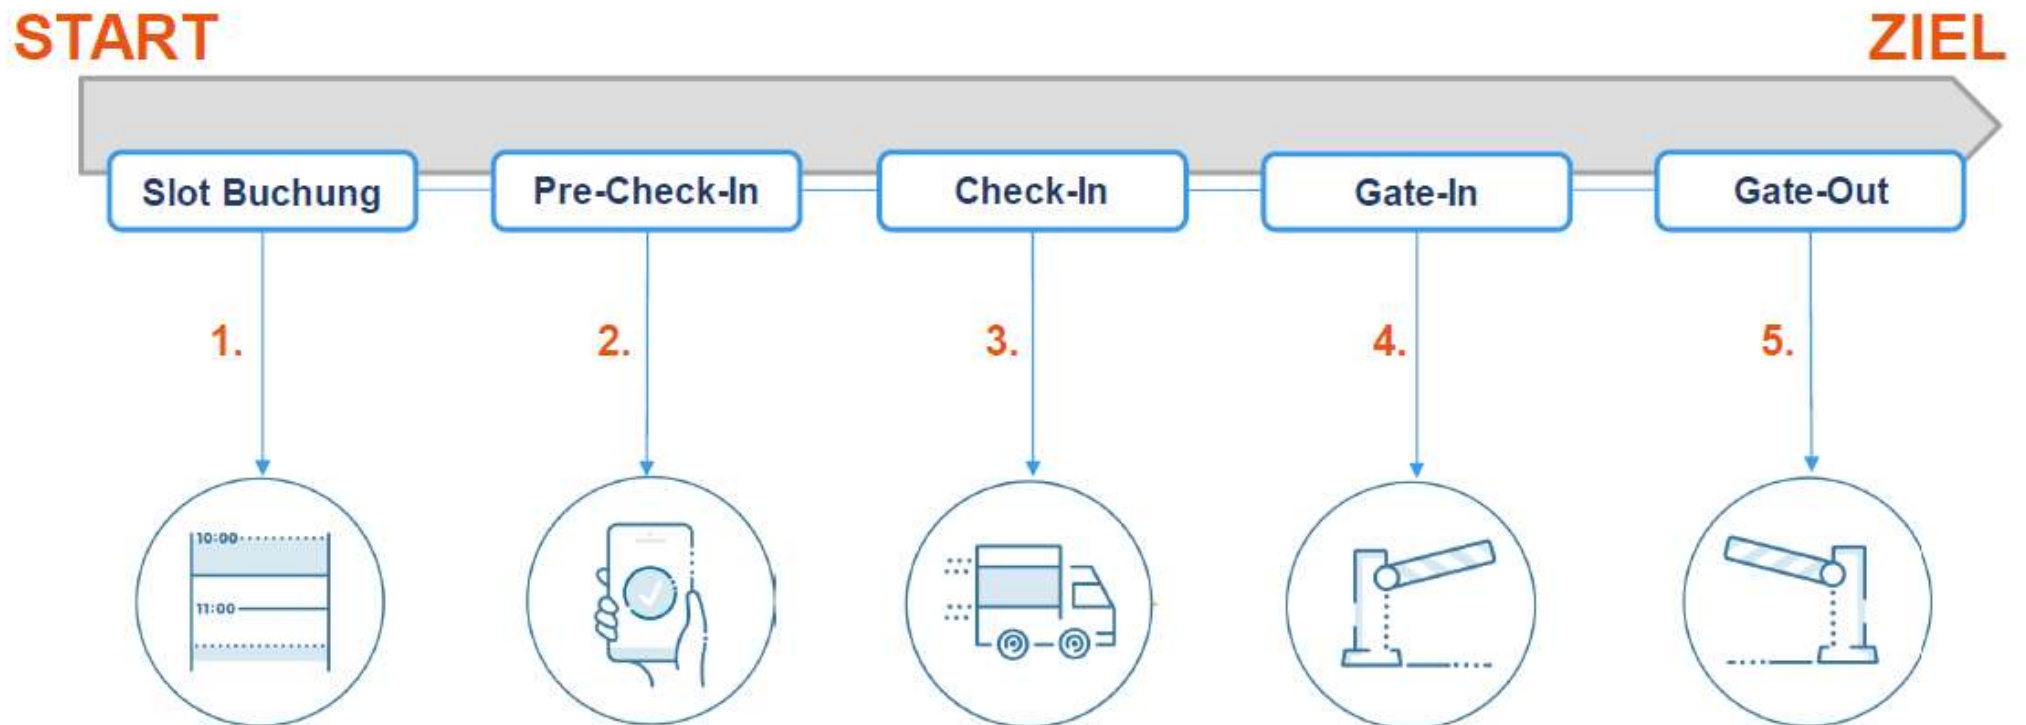 START
ZIEL
Slot Buchung
Pre-Check-In
Check-In
Gate-In
Gate-Out
1.
2.
3.
4.
5.
10:00
11:00